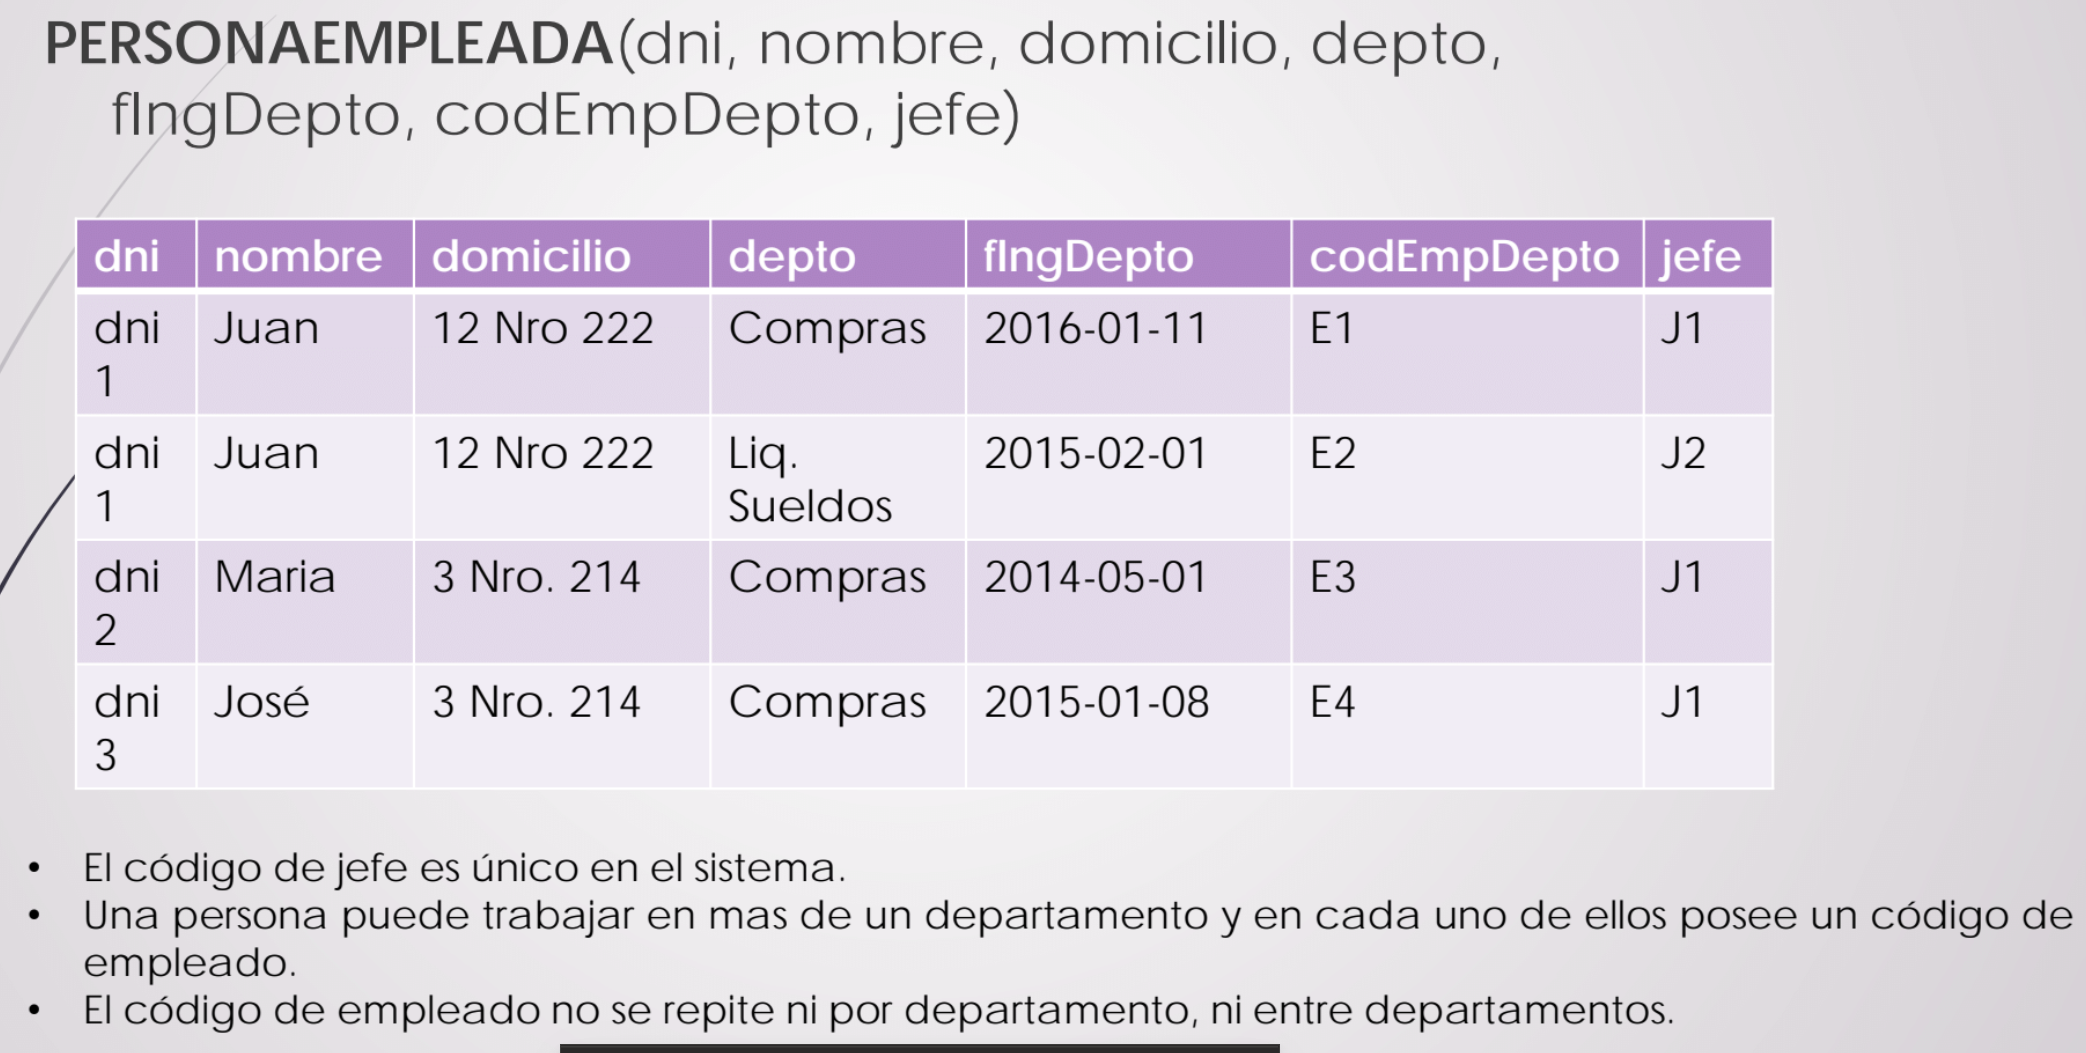 PERSONAEMPLEADA(dni, nombre, domicilio, depto,
fIngDepto, codEmpDepto, jefe)
dni nombre domicilio depto fIngDepto codEmpDepto jefe
dni Juan 12 Nro 222 Compras 2016-01-11 E1 J1
1
dni Juan 12 Nro 222 Liq. 2015-02-01 E2 J2
1 Sueldos
dni Maria 3 Nro. 214 Compras 2014-05-01 E3 J1
2
dni José 3 Nro. 214 Compras 2015-01-08 E4 J1
3
• El código de jefe es único en el sistema.
• Una persona puede trabajar en mas de un departamento y en cada uno de ellos posee un código de
empleado.
• El código de empleado no se repite ni por departamento, ni entre departamentos.